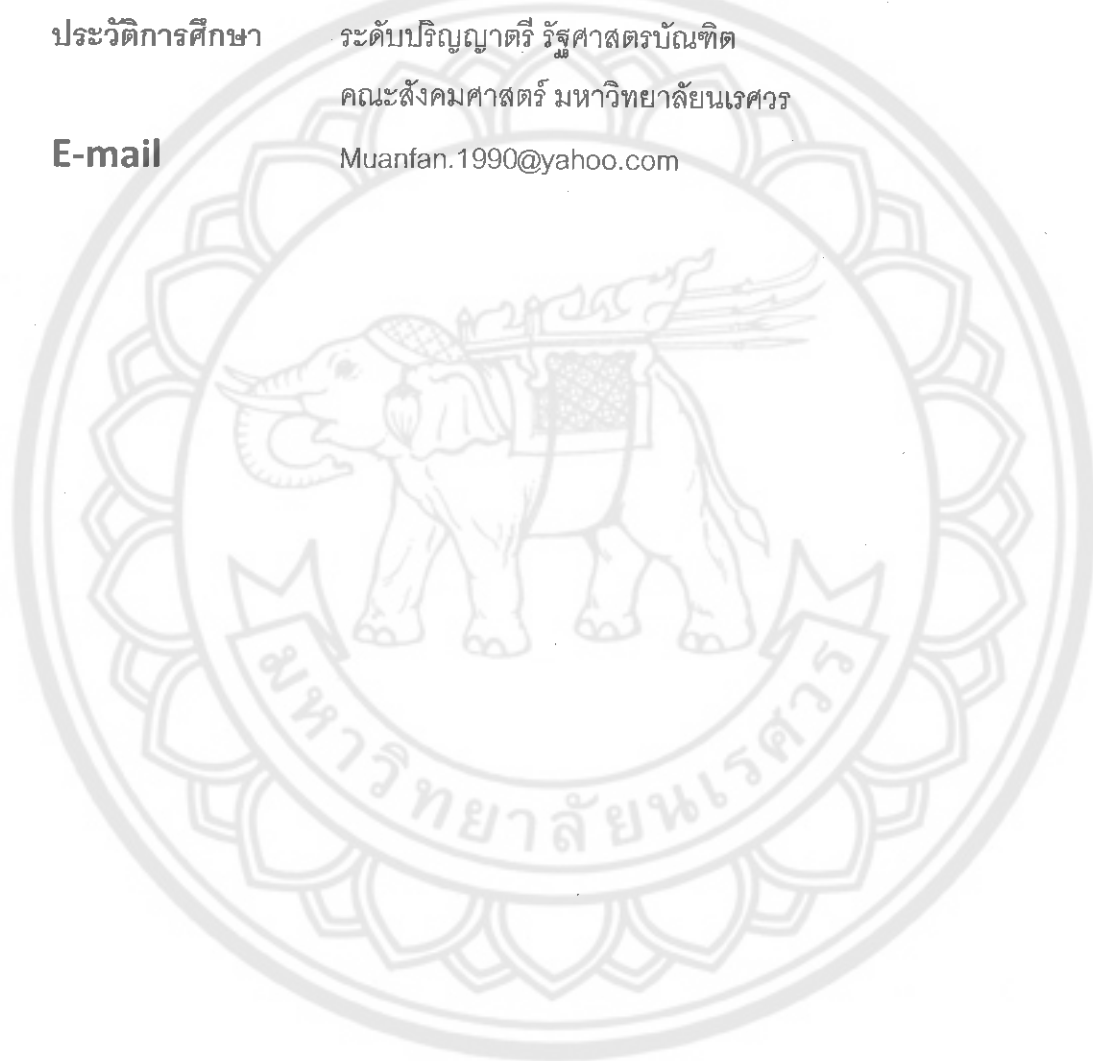 ประวัติการศึกษา ระดับปริญญาตรี รัฐศาสตรบัณฑิต
คณะสังคมศาสตร์ มหาวิทยาลัยนเรศวร
E-mail Muanfan.1990@yahoo.com
มหาวิทยาลัยนเรศวร